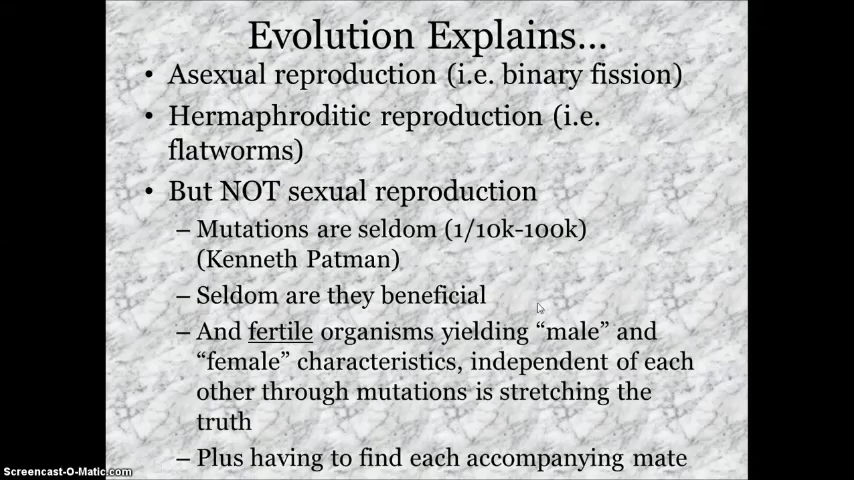 Evolution Explains...
• Asexual reproduction (i.e. binary fission)
• Hermaphroditic reproduction (i.e.
flatworms)
• But NOT sexual reproduction
– Mutations are seldom (1/10k-100k)
(Kenneth Patman)
– Seldom are they beneficial
– And fertile organisms yielding “male” and
“female” characteristics, independent of each
other through mutations is stretching the
truth
– Plus having to find each accompanying mate
Screencast-O-Matic.com